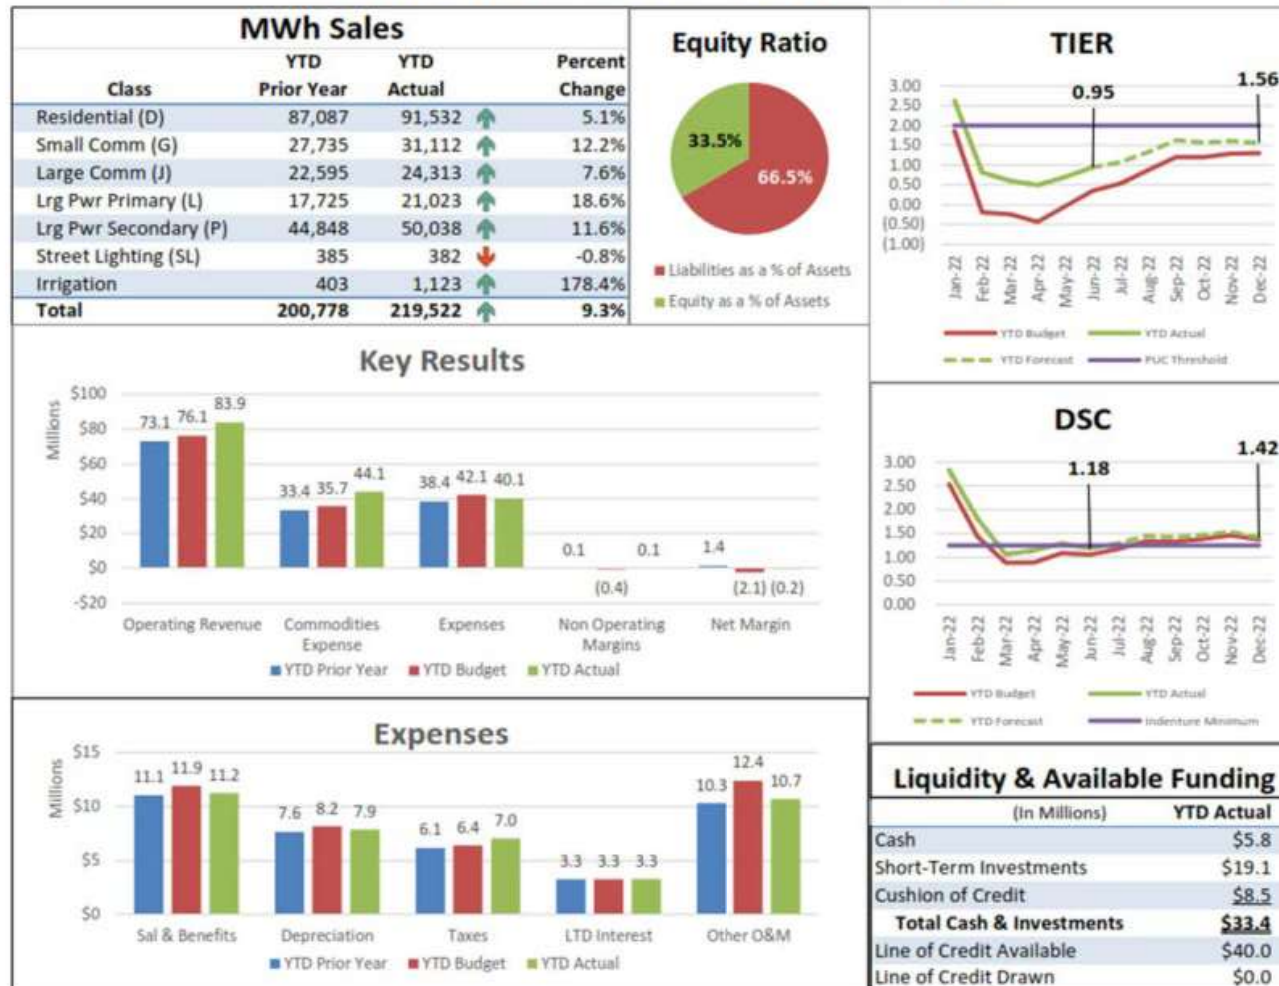 MWh Sales
YTD YTD Percent
Class Prior Year Actual Change
Residential (D) 87,087 91,532 5.1%
Small Comm (G) 27,735 31,112 12.2%
Large Comm (J) 22,595 24,313 7.6%
Lrg Pwr Primary (L) 17,725 21,023 18.6%
Lrg Pwr Secondary (P) 44,848 50,038 11.6%
Street Lighting (SL) 385 382 -0.8%
Irrigation 403 1,123 178.4%
Total 200,778 219,522 9.3%
Equity Ratio
33.5%
66.5%
Liabilities as a % of Assets
Equity as a % of Assets
TIER
1.56
0.95
3.00
2.50
2.00
1.50
1.00
0.50
0.00
(0.50)
(1.00)
Jan-22 Feb-22 Mar-22 Apr-22 May-22 Jun-22 Jul-22 Aug-22 Sep-22 Oct-22 Nov-22 Dec-22
YTD Budget YTD Actual
YTD Forecast PUC Threshold
Key Results
Millions
$100
$80
$60
$40
$20
$0
-$20
73.1 76.1 83.9
33.4 35.7 44.1
38.4 42.1 40.1
0.1 (0.4) 0.1
1.4 (2.1) (0.2)
Operating Revenue Commodities Expense Expenses Non Operating Margins Net Margin
YTD Prior Year YTD Budget YTD Actual
DSC
1.42
1.18
3.00
2.50
2.00
1.50
1.00
0.50
0.00
Jan-22 Feb-22 Mar-22 Apr-22 May-22 Jun-22 Jul-22 Aug-22 Sep-22 Oct-22 Nov-22 Dec-22
YTD Budget YTD Actual
YTD Forecast Indenture Minimum
Expenses
Millions
$15
$10
$5
$0
11.1 11.9 11.2
7.6 8.2 7.9
6.1 6.4 7.0
3.3 3.3 3.3
10.3 12.4 10.7
Sal & Benefits Depreciation Taxes LTD Interest Other O&M
YTD Prior Year YTD Budget YTD Actual
Liquidity & Available Funding
(In Millions) YTD Actual
Cash $5.8
Short-Term Investments $19.1
Cushion of Credit $8.5
Total Cash & Investments $33.4
Line of Credit Available $40.0
Line of Credit Drawn $0.0